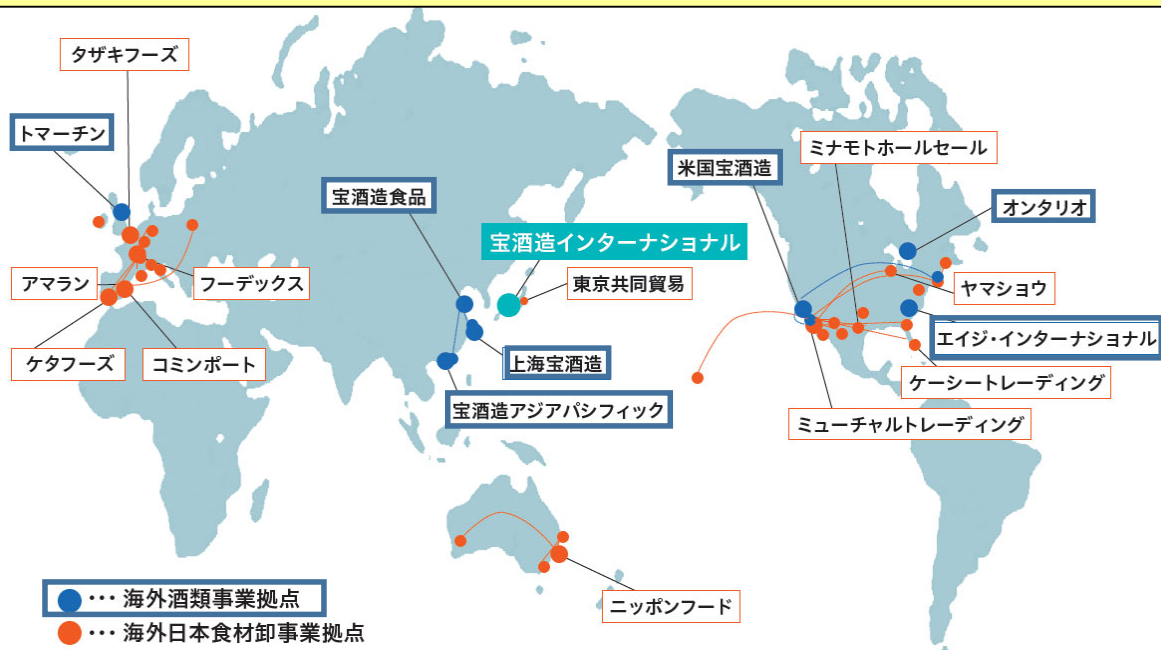 タザキフーズ
トマーチン
ミナモトホールセール
米国宝酒造
宝酒造食品
オンタリオ
宝酒造インターナショナル
アマラン
フーデックス
東京共同貿易
ヤマショウ
エイジ・インターナショナル
ケタフーズ
コミンポート
上海宝酒造
ケーシートレーディング
宝酒造アジアパシフィック
ミューチャルトレーディング
ニッポンフード
・・・海外酒類事業拠点
・・・海外日本食材卸事業拠点